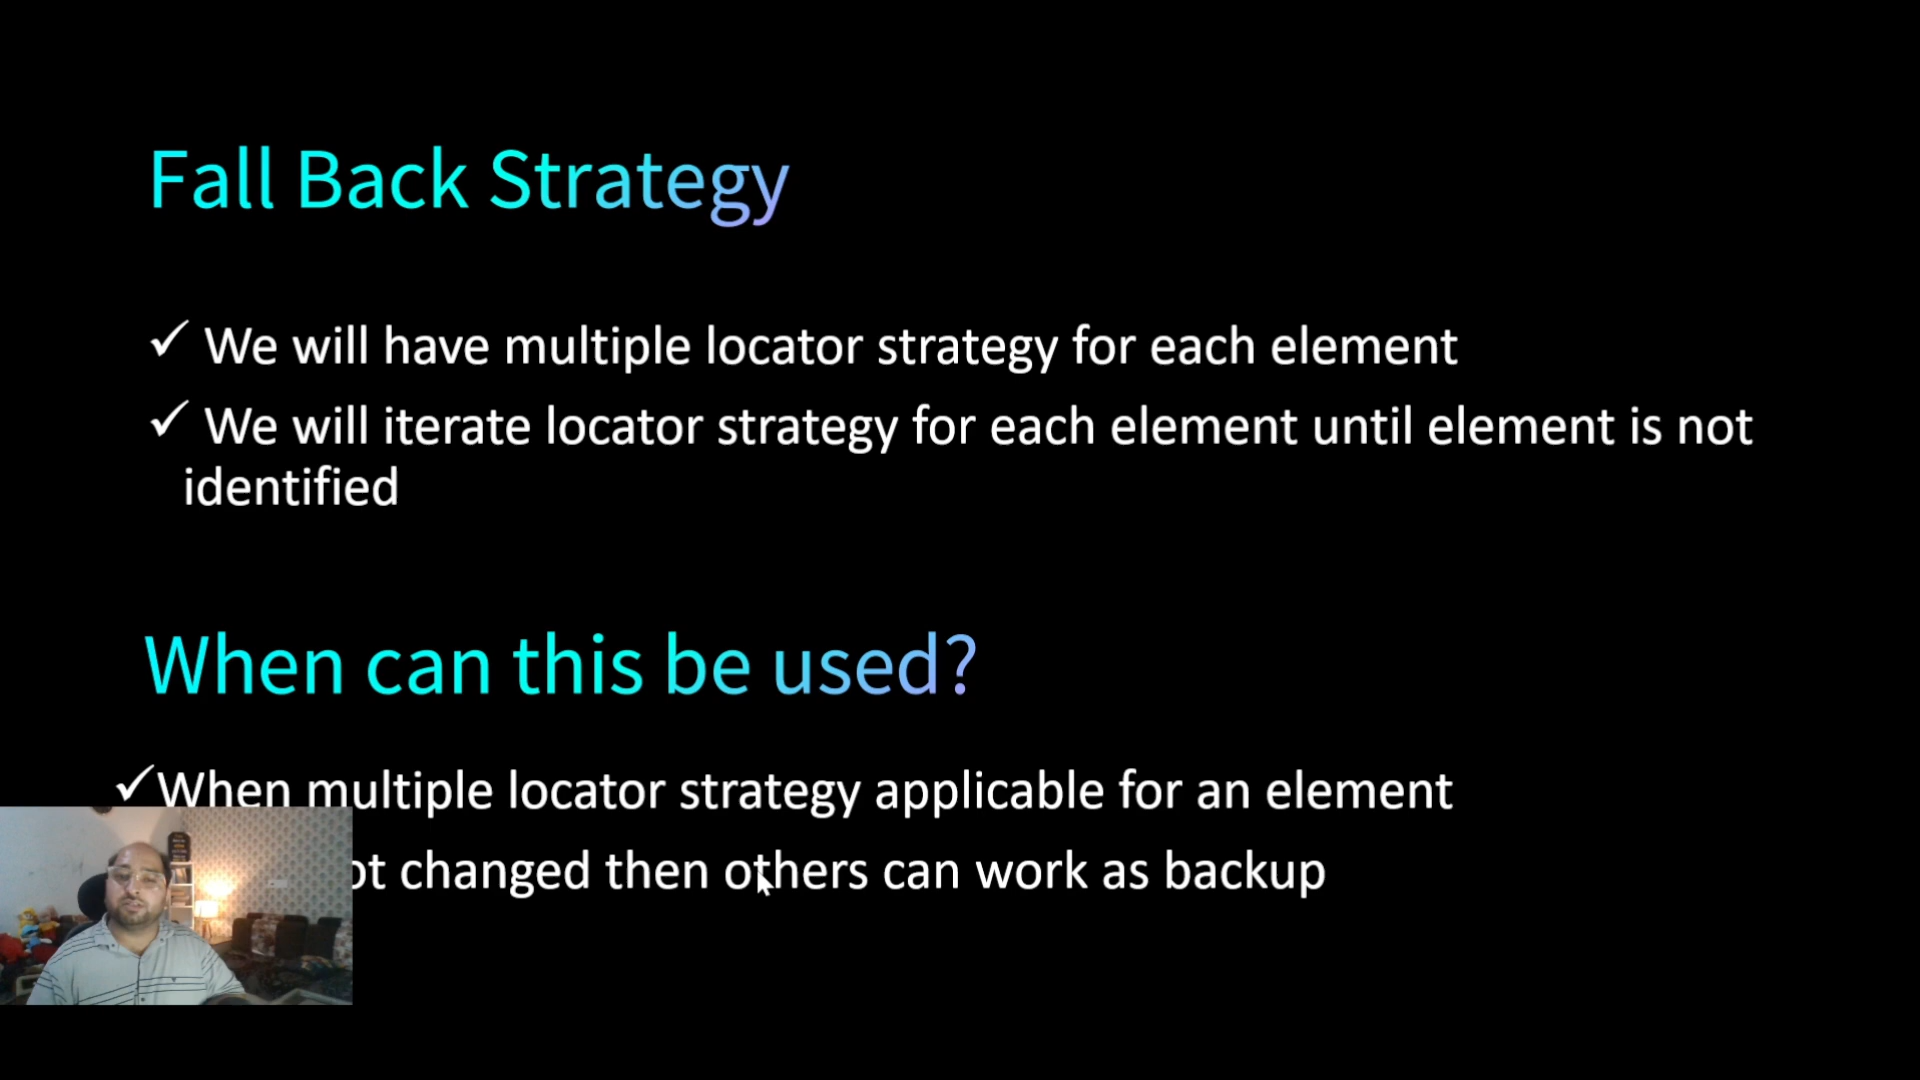 Fall Back Strategy
✓ We will have multiple locator strategy for each element
✓ We will iterate locator strategy for each element until element is not
identified
When can this be used?
✓When multiple locator strategy applicable for an element
changed then others can work as backup